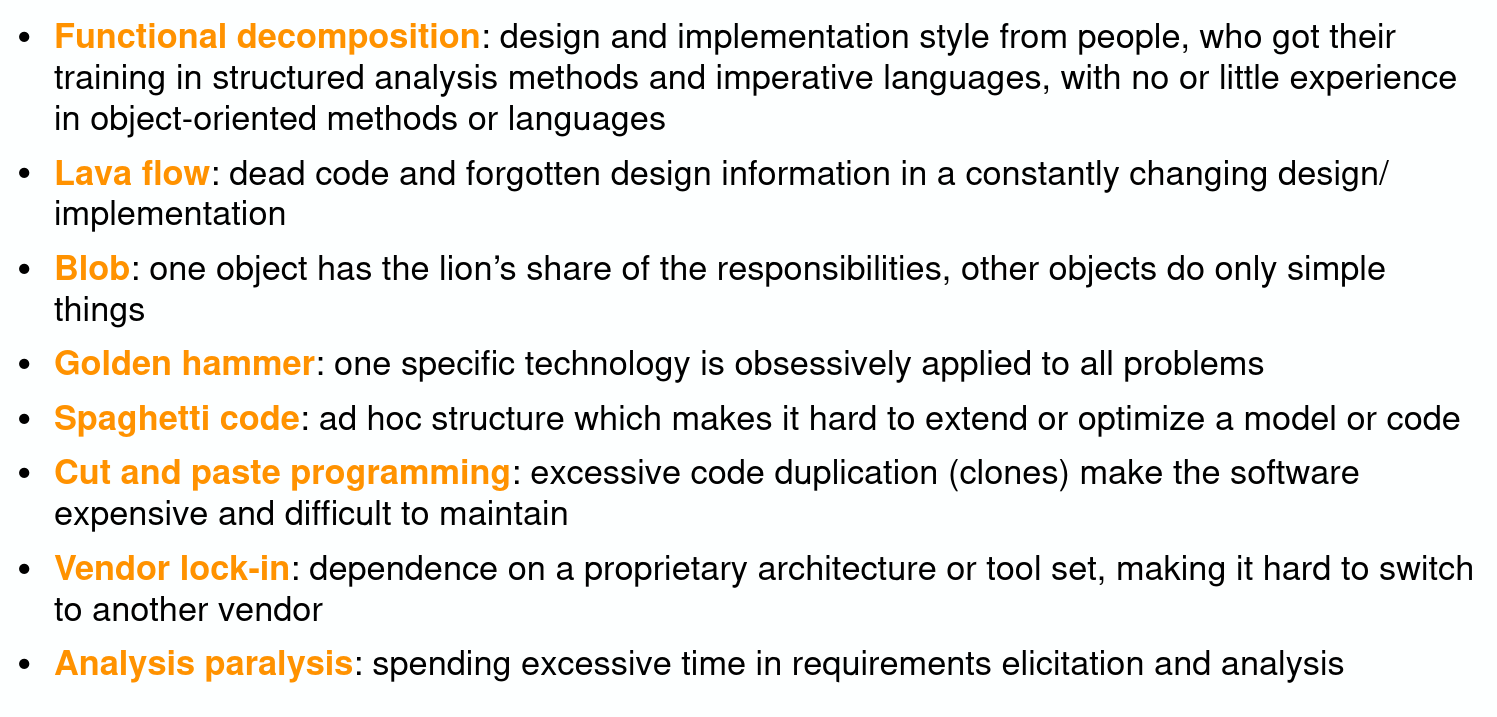 • Functional decomposition: design and implementation style from people, who got their
training in structured analysis methods and imperative languages, with no or little experience
in object-oriented methods or languages
• Lava flow: dead code and forgotten design information in a constantly changing design/
implementation
• Blob: one object has the lion’s share of the responsibilities, other objects do only simple
things
• Golden hammer: one specific technology is obsessively applied to all problems
• Spaghetti code: ad hoc structure which makes it hard to extend or optimize a model or code
• Cut and paste programming: excessive code duplication (clones) make the software
expensive and difficult to maintain
• Vendor lock-in: dependence on a proprietary architecture or tool set, making it hard to switch
to another vendor
• Analysis paralysis: spending excessive time in requirements elicitation and analysis